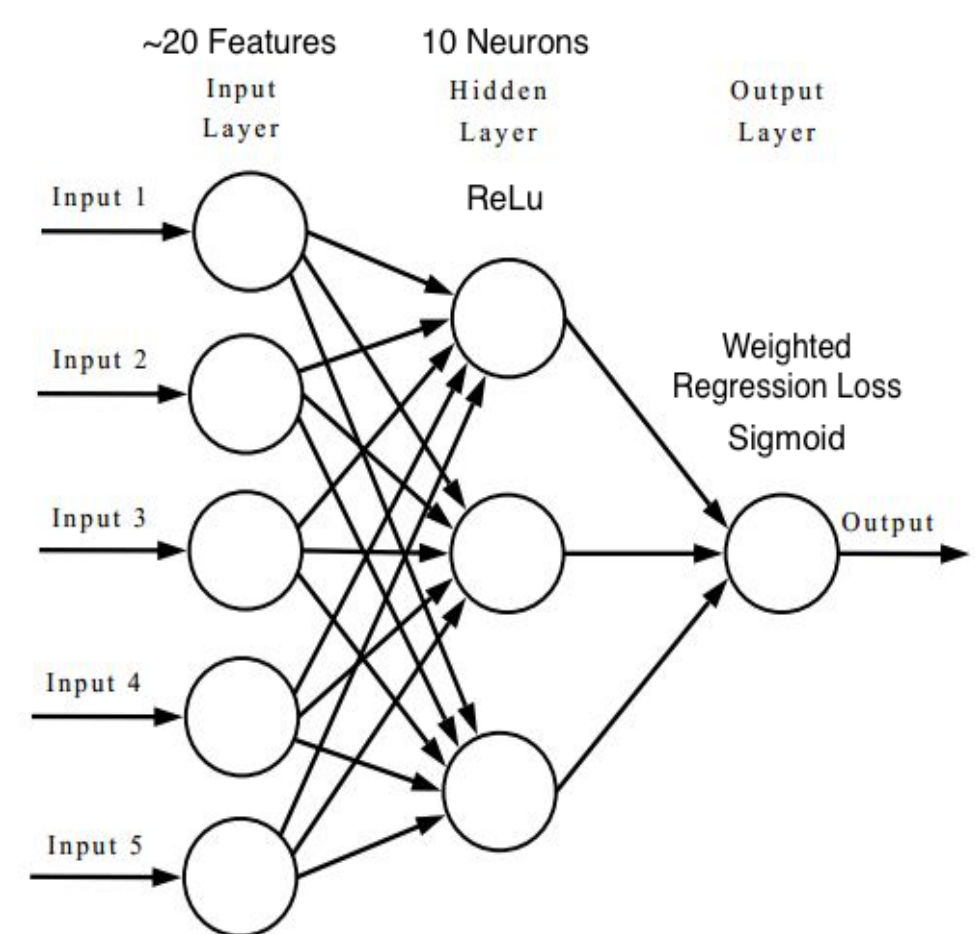 ~20 Features
Input
Layer
10 Neurons
Hidden
Layer
ReLu
Output
Layer
Weighted
Regression Loss
Sigmoid
Input 1
Input 2
Input 3
Input 4
Input 5
Output